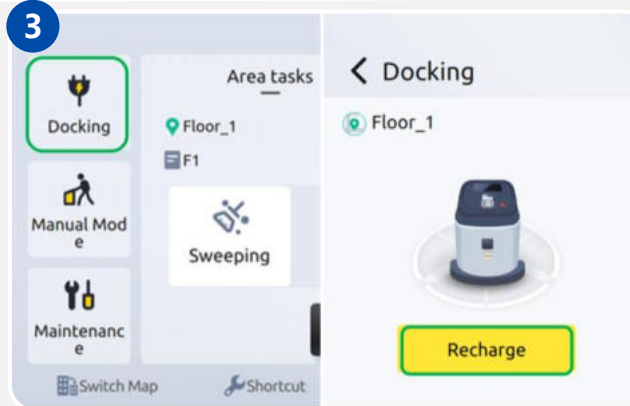 3
Docking
Manual Mod
e
Maintenanc
e
Area tasks
Floor_1
F1
Sweeping
Switch Map
Shortcut
Docking
Floor_1
Recharge